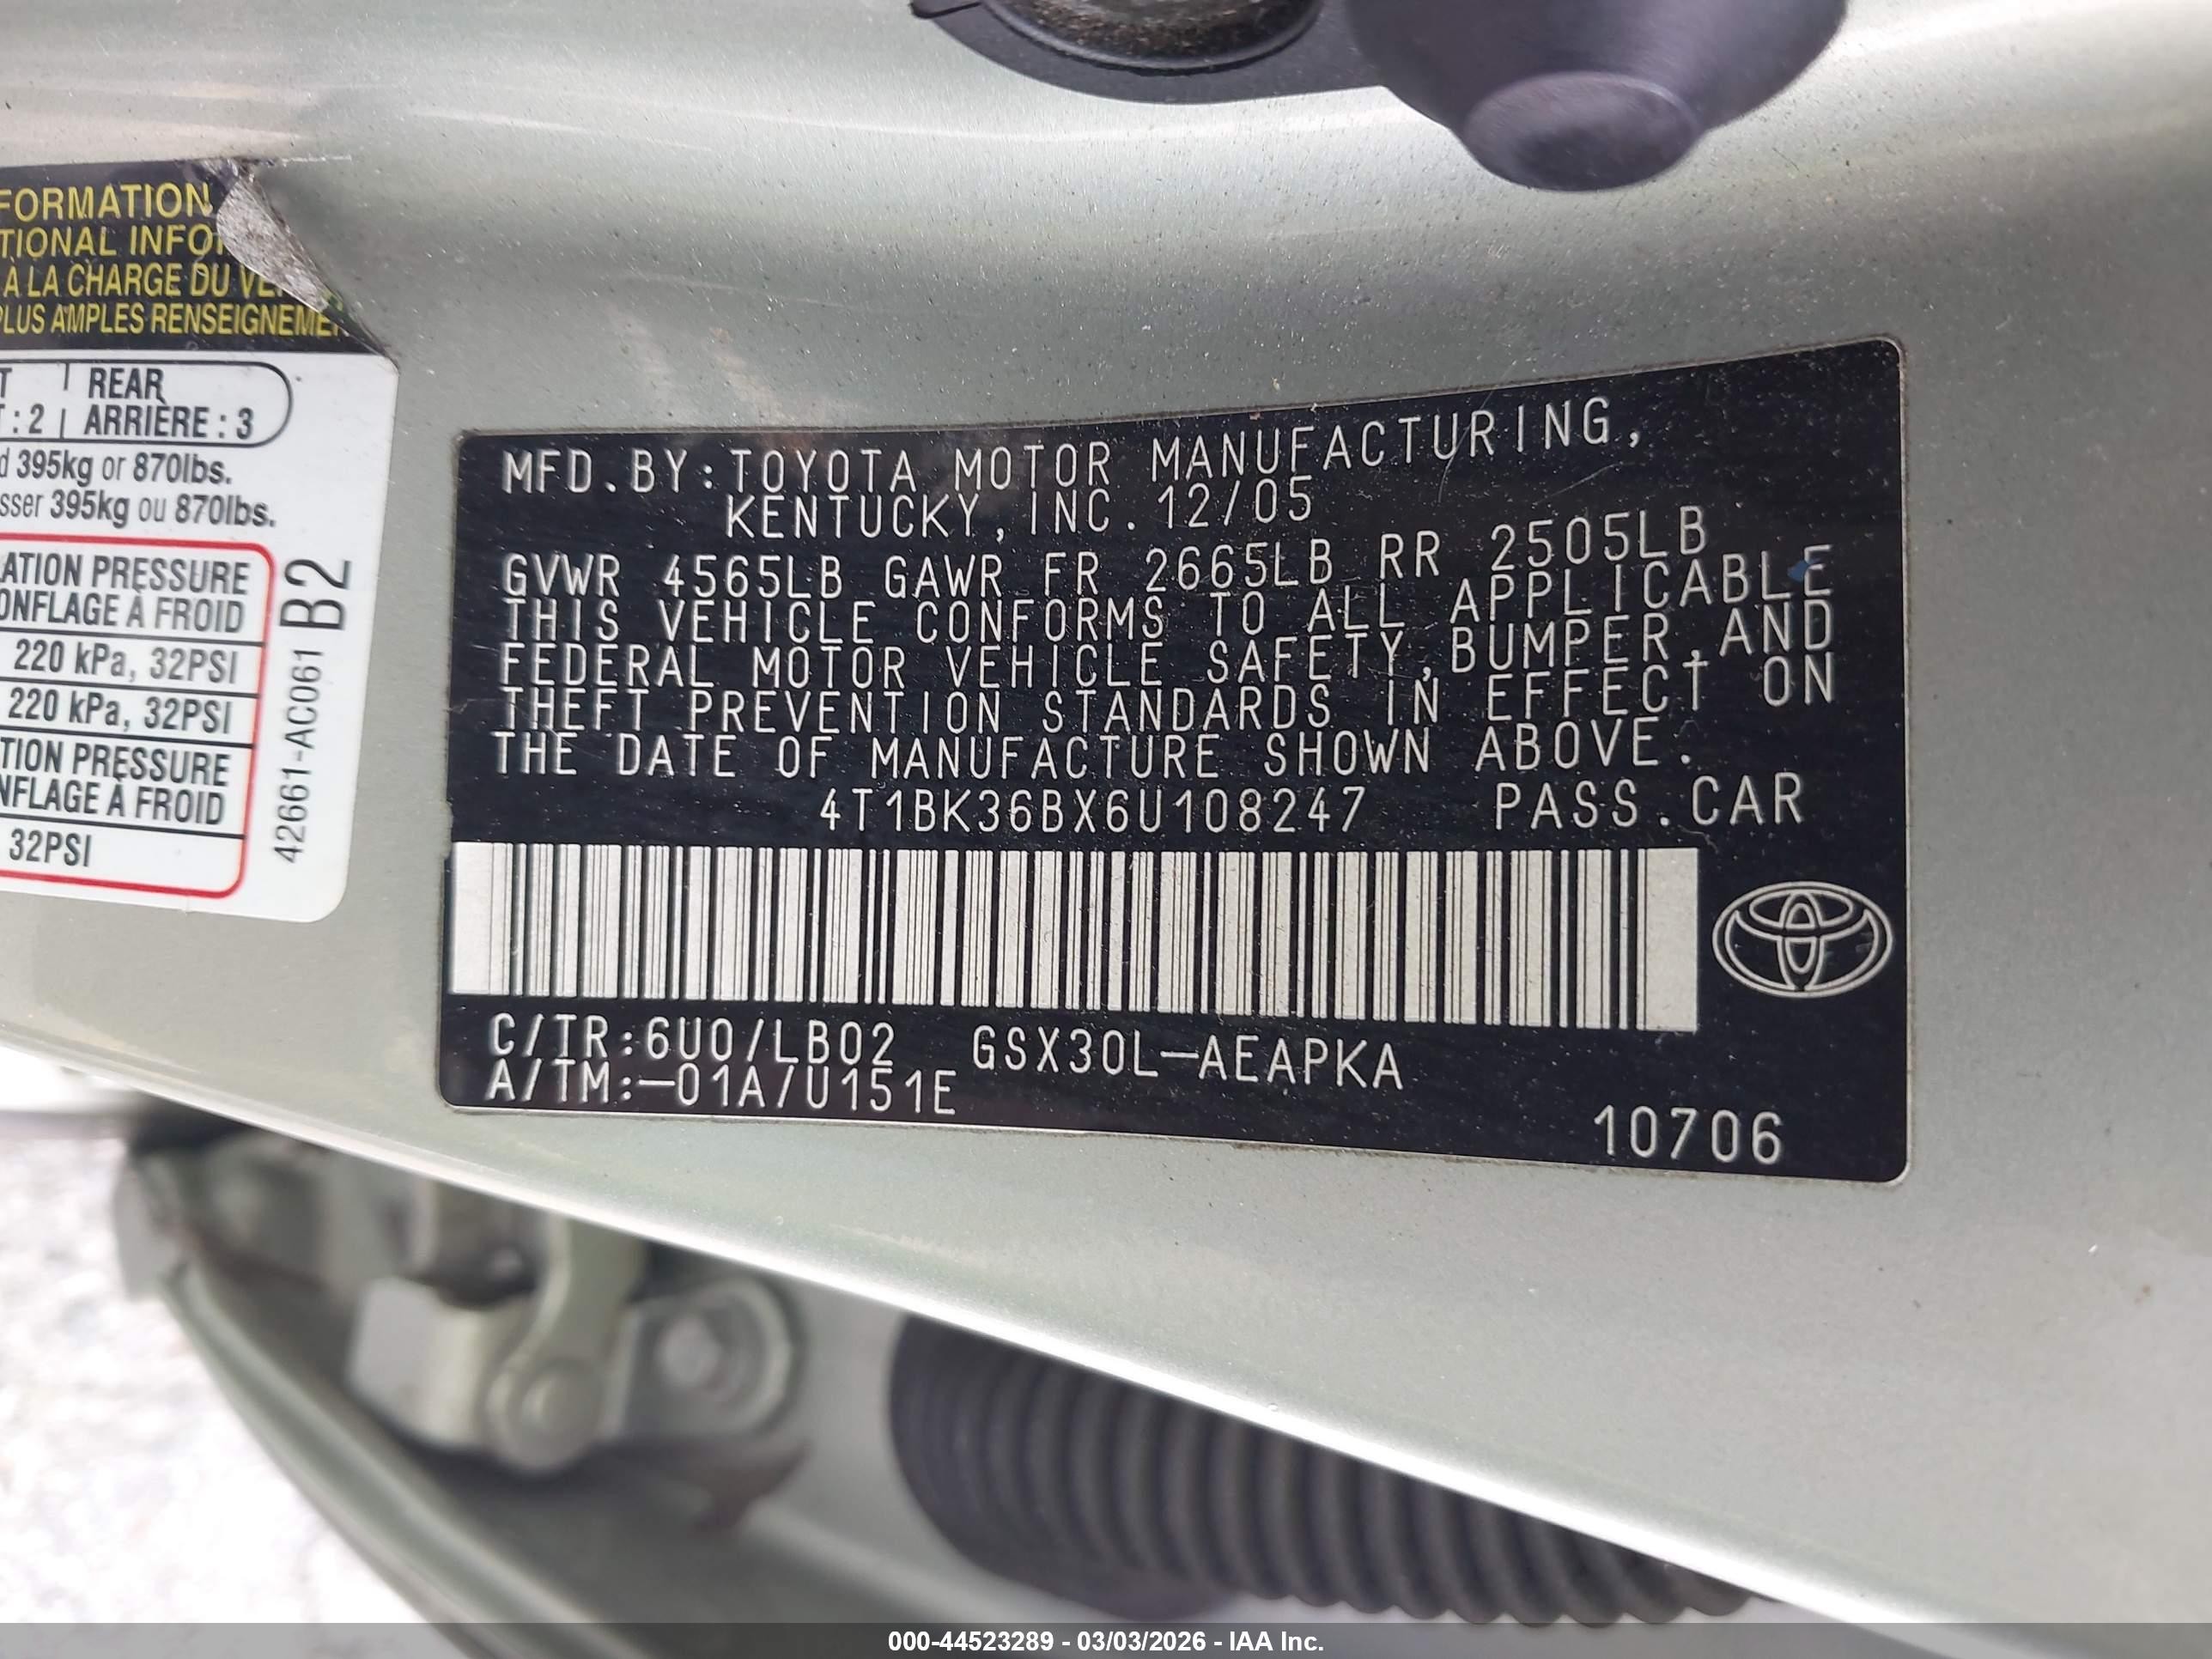 FORMATION
TIONAL INFO
À LA CHARGE DU
PLUS AMPLES RENSEIGNEME
REAR
: 2 | ARRIÈRE : 3
395kg or 870lbs.
sser 395kg ou 870lbs.
ATION PRESSURE
ONFLAGE À FROID
220 kPa, 32PSI
220 kPa, 32PSI
TION PRESSURE
NFLAGE À FROID
32PSI
42661-AC061 B2
MFD.BY:TOYOTA MOTOR MANUFACTURING,
KENTUCKY,INC. 12/05
GVWR 4565LB GAWR FR 2665LB RR 2505LB
THIS VEHICLE CONFORMS TO ALL APPLICABLE
FEDERAL MOTOR VEHICLE SAFETY,BUMPER,AND
THEFT PREVENTION STANDARDS IN EFFECT ON
THE DATE OF MANUFACTURE SHOWN ABOVE.
4T1BK36BX6U108247 PASS.CAR
C/TR:6U0/LB02 GSX30L-AEAPKA
A/TM:-01A/U151E
10706
000-44523289 - 03/03/2026 - IAA Inc.